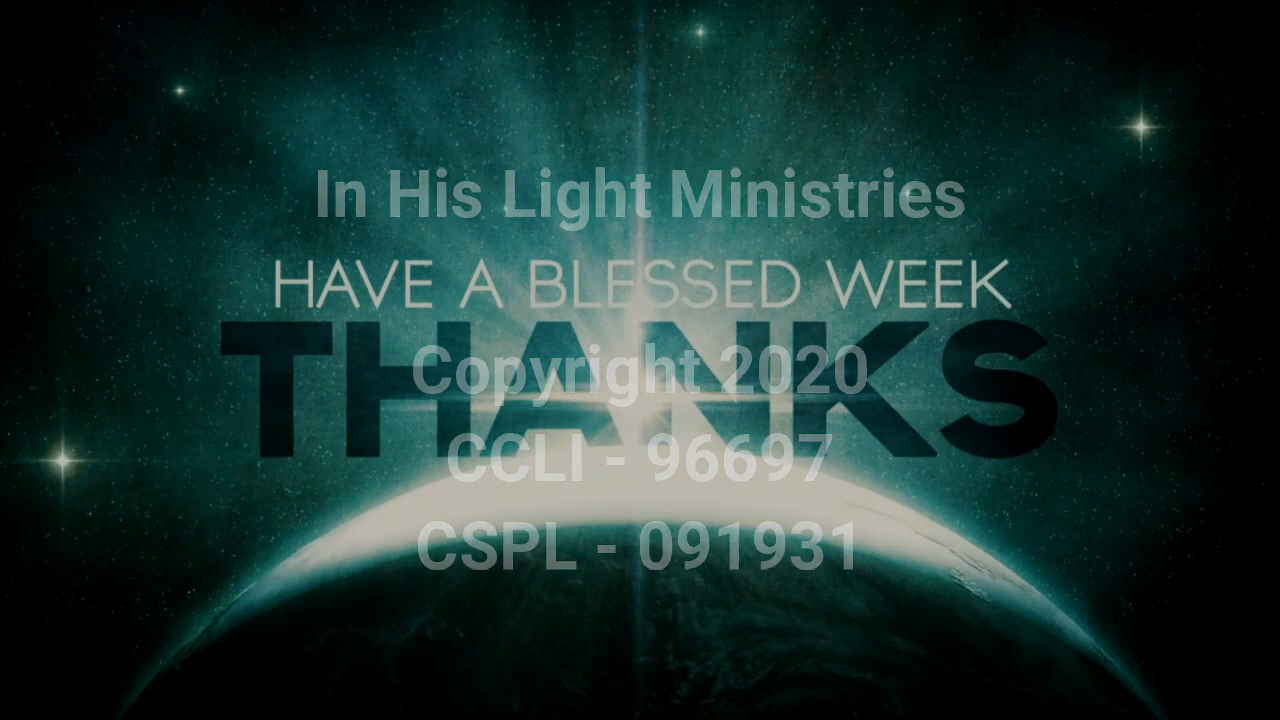 In His Light Ministries
HAVE A BLESSED WEEK
THANKS
Copyright 2020
CCLI - 96697
CSPL - 091931